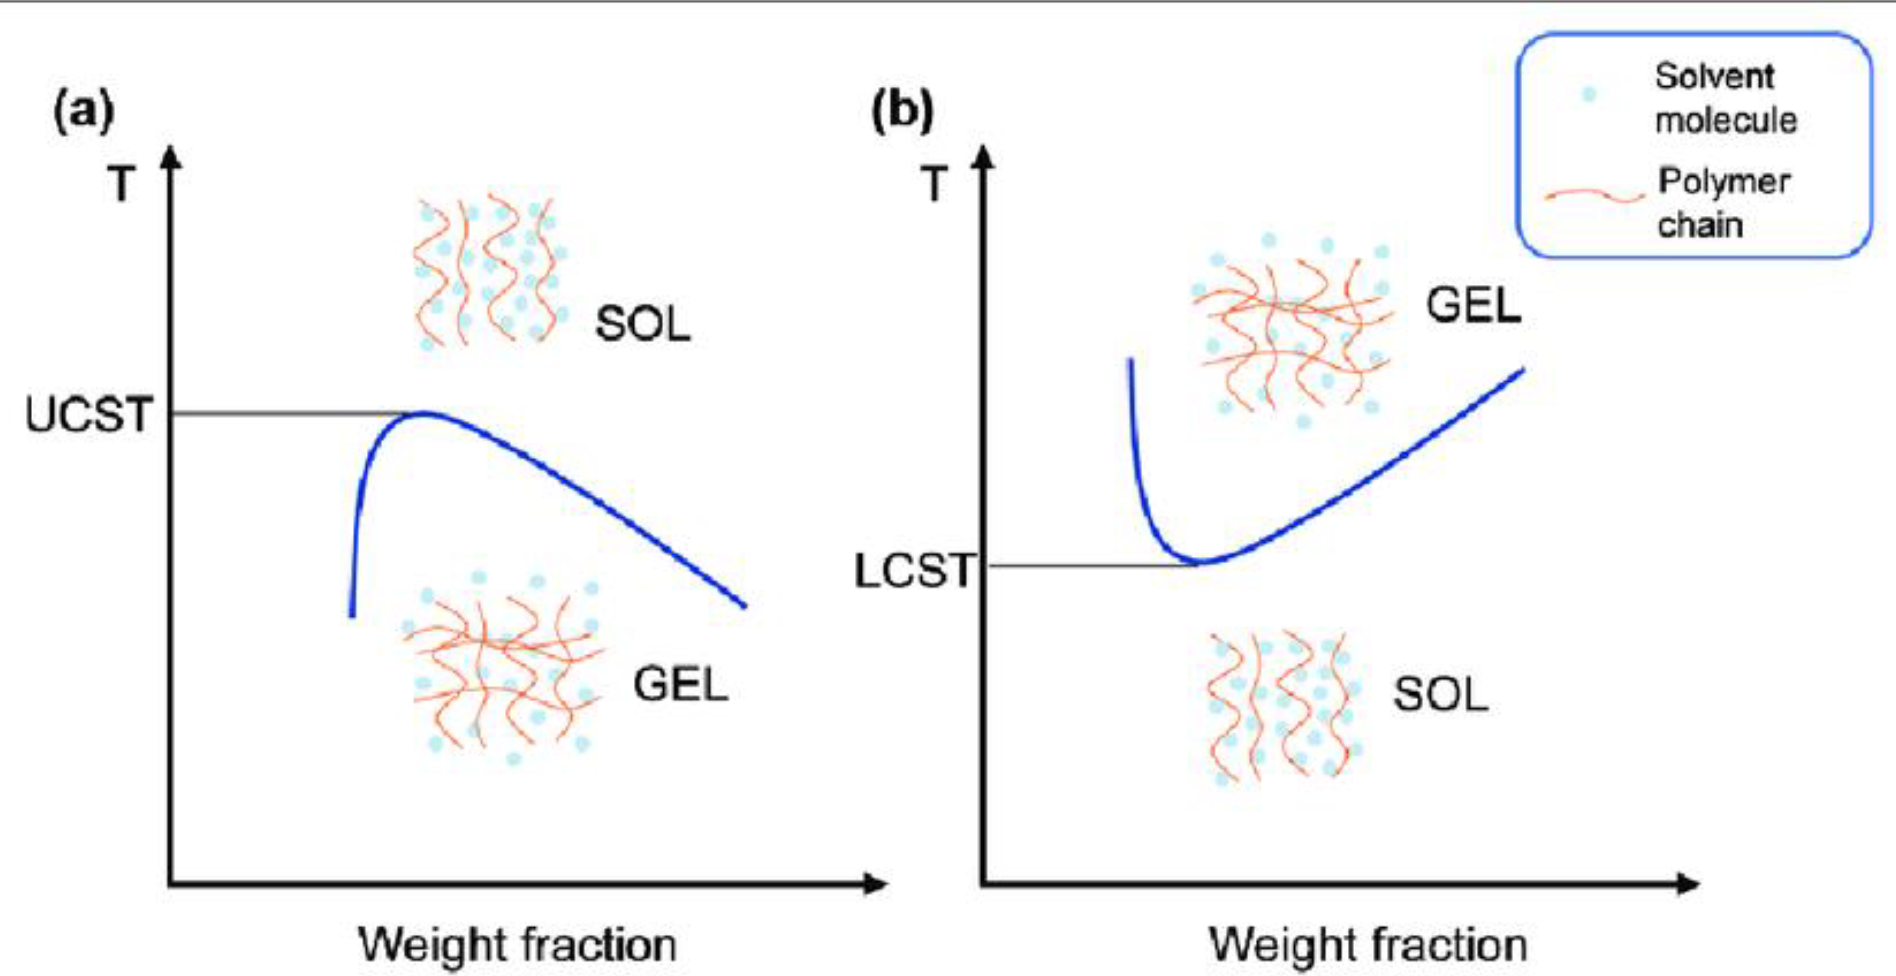 (a)
T
SOL
UCST
GEL
Weight fraction
(b)
T
GEL
LCST
SOL
Weight fraction
Solvent
molecule
Polymer
chain